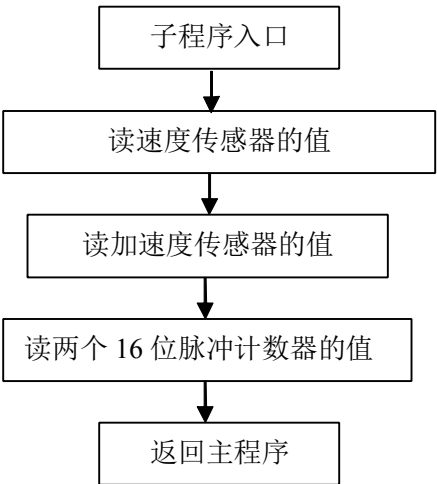 子程序入口
读速度传感器的值
读加速度传感器的值
读两个 16 位脉冲计数器的值
返回主程序